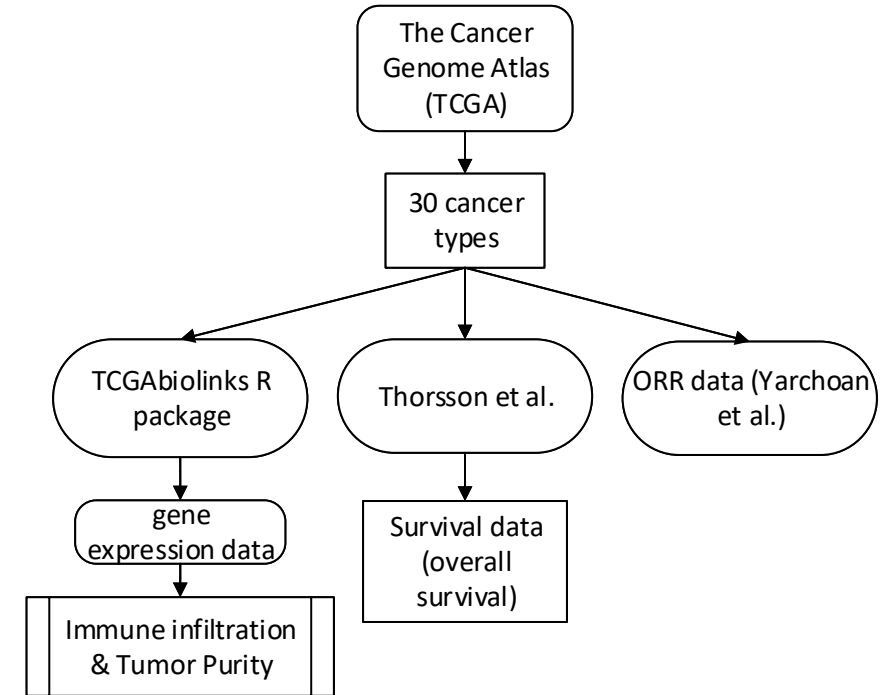 The Cancer
Genome Atlas
(TCGA)
30 cancer
types
TCGAbiolinks R
package
Thorsson et al.
ORR data (Yarchoan
et al.)
gene
expression data
Survival data
(overall
survival)
Immune infiltration
& Tumor Purity